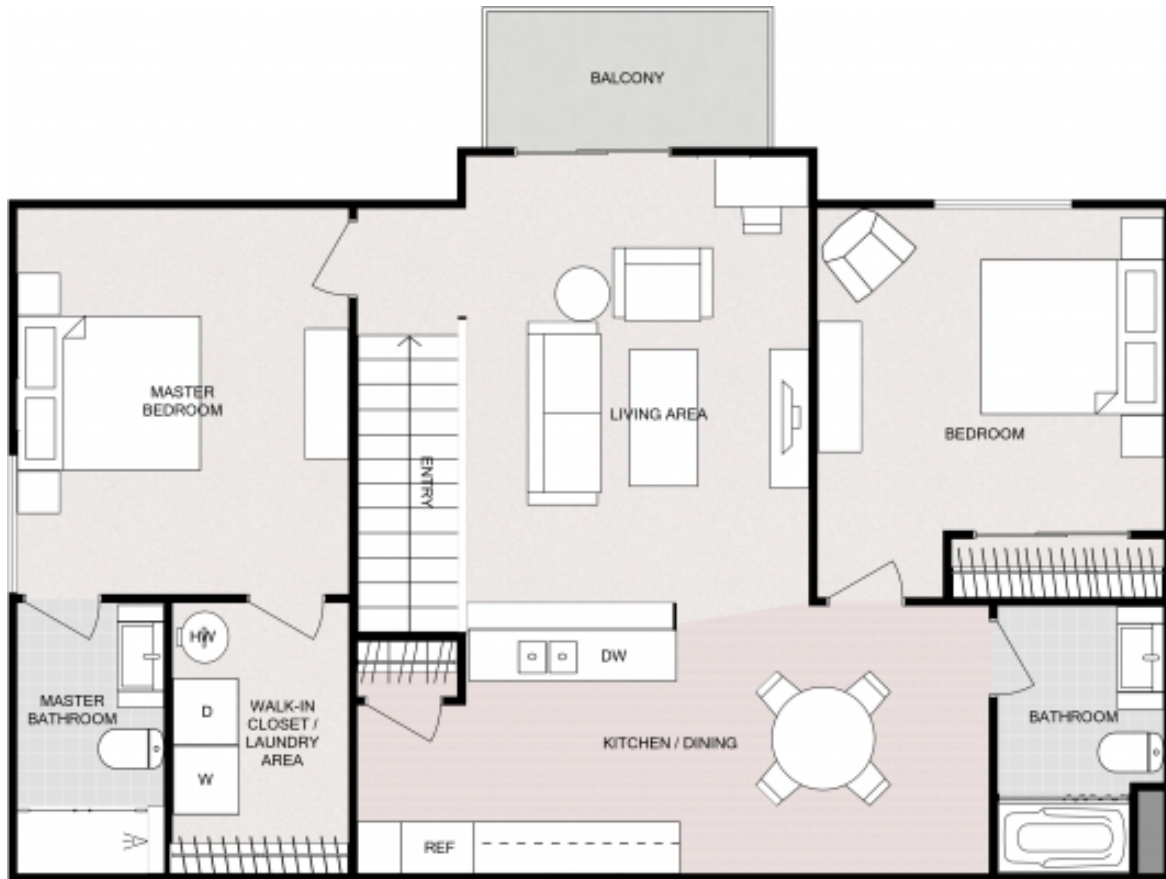 BALCONY
MASTER
BEDROOM
LIVING AREA
BEDROOM
ENTRY
HW
DW
D
WALK-IN
CLOSET /
LAUNDRY
AREA
MASTER
BATHROOM
W
KITCHEN / DINING
BATHROOM
REF